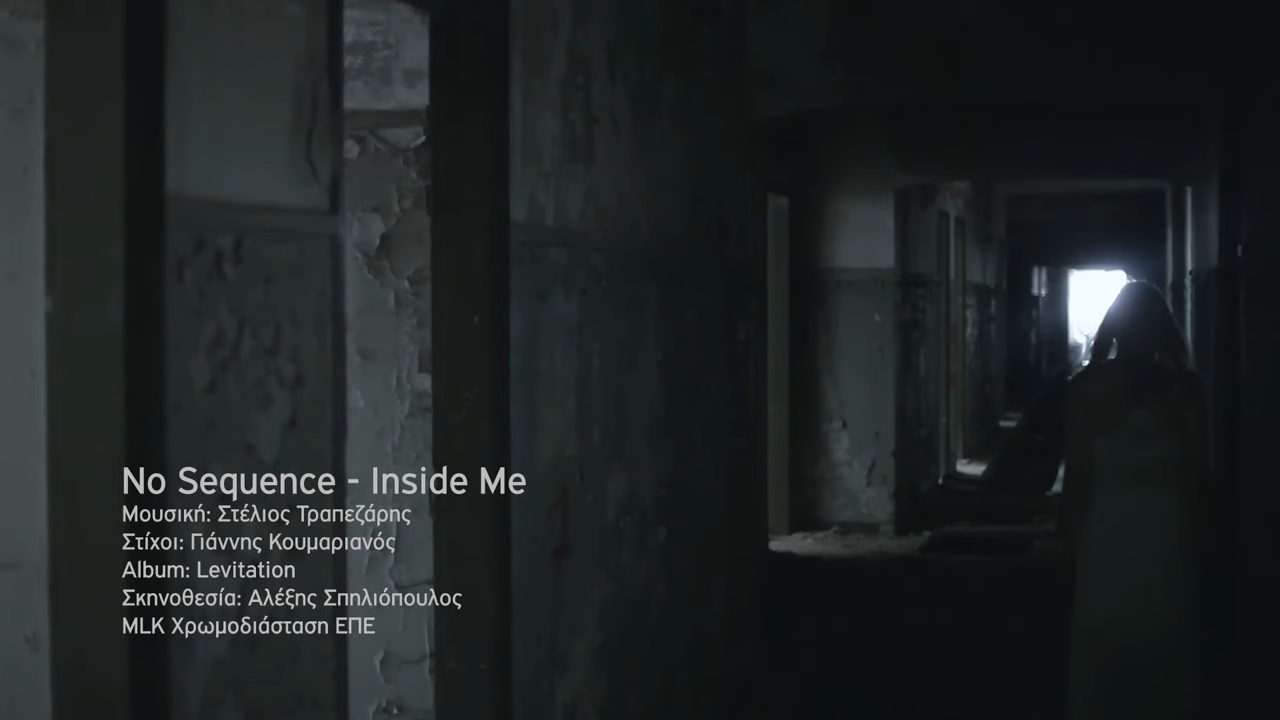 No Sequence - Inside Me
Μουσική: Στέλιος Τραπεζάρης
Στίχοι: Γιάννης Κουμαριανός
Album: Levitation
Σκηνοθεσία: Αλέξης Σπηλιόπουλος
MLK Χρωμοδιάσταση ΕΠΕ